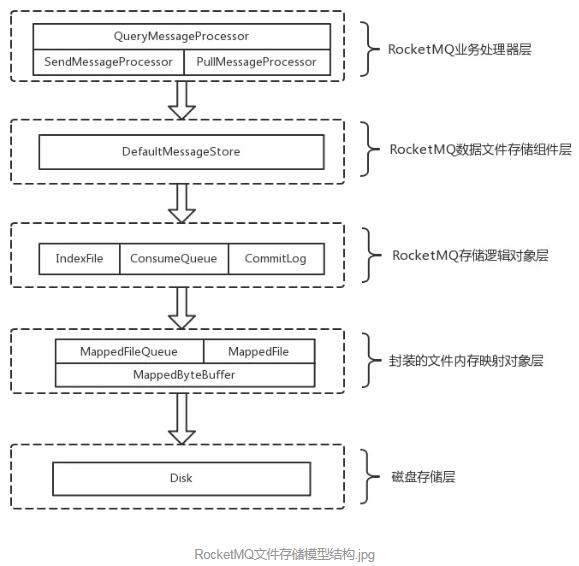 QueryMessageProcessor
SendMessageProcessor PullMessageProcessor
RocketMQ业务处理器层
DefaultMessageStore
RocketMQ数据文件存储组件层
IndexFile ConsumeQueue CommitLog
RocketMQ存储逻辑对象层
MappedFileQueue MappedFile
MappedByteBuffer
封装的文件内存映射对象层
Disk
磁盘存储层
RocketMQ文件存储模型结构.jpg